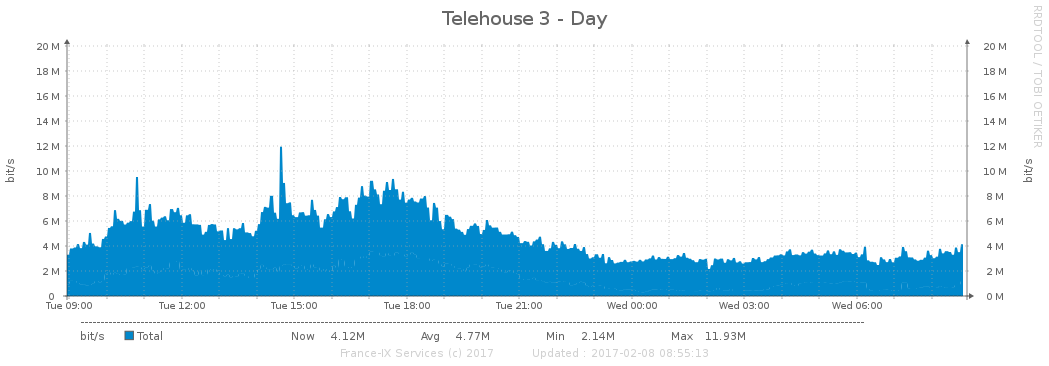 Telehouse 3 - Day
RRDTOOL / TOBI OETIKER
20 M 20 M
18 M 18 M
16 M 16 M
14 M 14 M
12 M 12 M
10 M 10 M
8 M 8 M
6 M 6 M
4 M 4 M
2 M 2 M
0 0 M
bit/s bit/s
Tue 09:00 Tue 12:00 Tue 15:00 Tue 18:00 Tue 21:00 Wed 00:00 Wed 03:00 Wed 06:00
bit/s Total Now 4.12M Avg 4.77M Min 2.14M Max 11.93M
France-IX Services (c) 2017 Updated : 2017-02-08 08:55:13